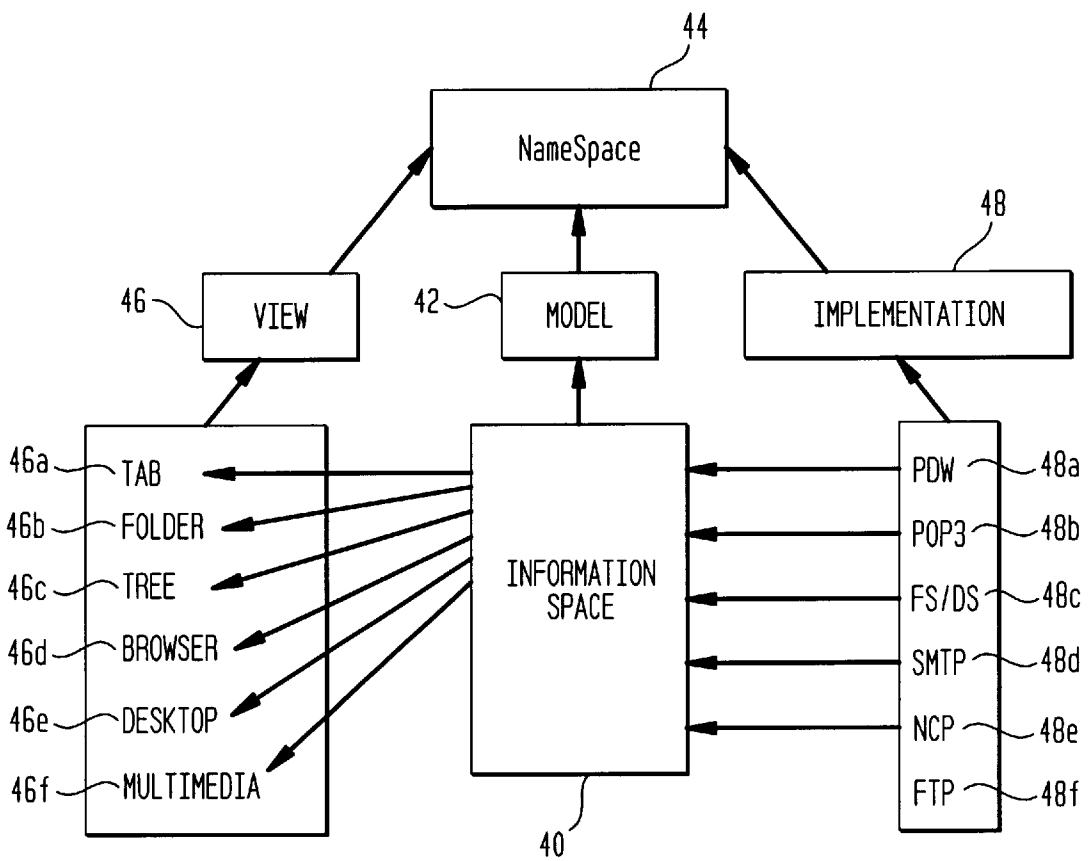 44
NameSpace
48
46
VIEW
42
MODEL
IMPLEMENTATION
46a
TAB
46b
FOLDER
46c
TREE
46d
BROWSER
46e
DESKTOP
46f
MULTIMEDIA
INFORMATION
SPACE
40
PDW
48a
POP3
48b
FS/DS
48c
SMTP
48d
NCP
48e
FTP
48f